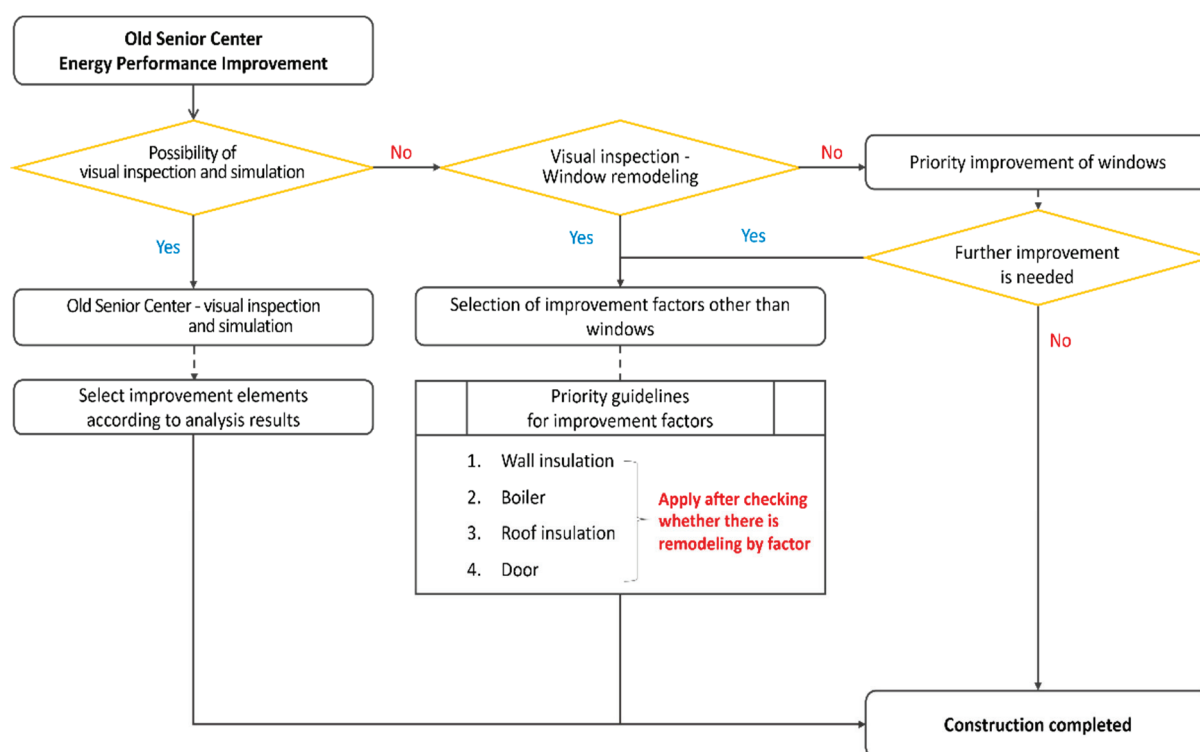 Old Senior Center
Energy Performance Improvement
Possibility of
visual inspection and simulation
No
Visual inspection -
Window remodeling
No
Priority improvement of windows
Yes
Yes
Yes
Further improvement
is needed
Old Senior Center - visual inspection
and simulation
Selection of improvement factors other than
windows
No
Select improvement elements
according to analysis results
Priority guidelines
for improvement factors
1. Wall insulation
2. Boiler
3. Roof insulation
4. Door
Apply after checking
whether there is
remodeling by factor
Construction completed